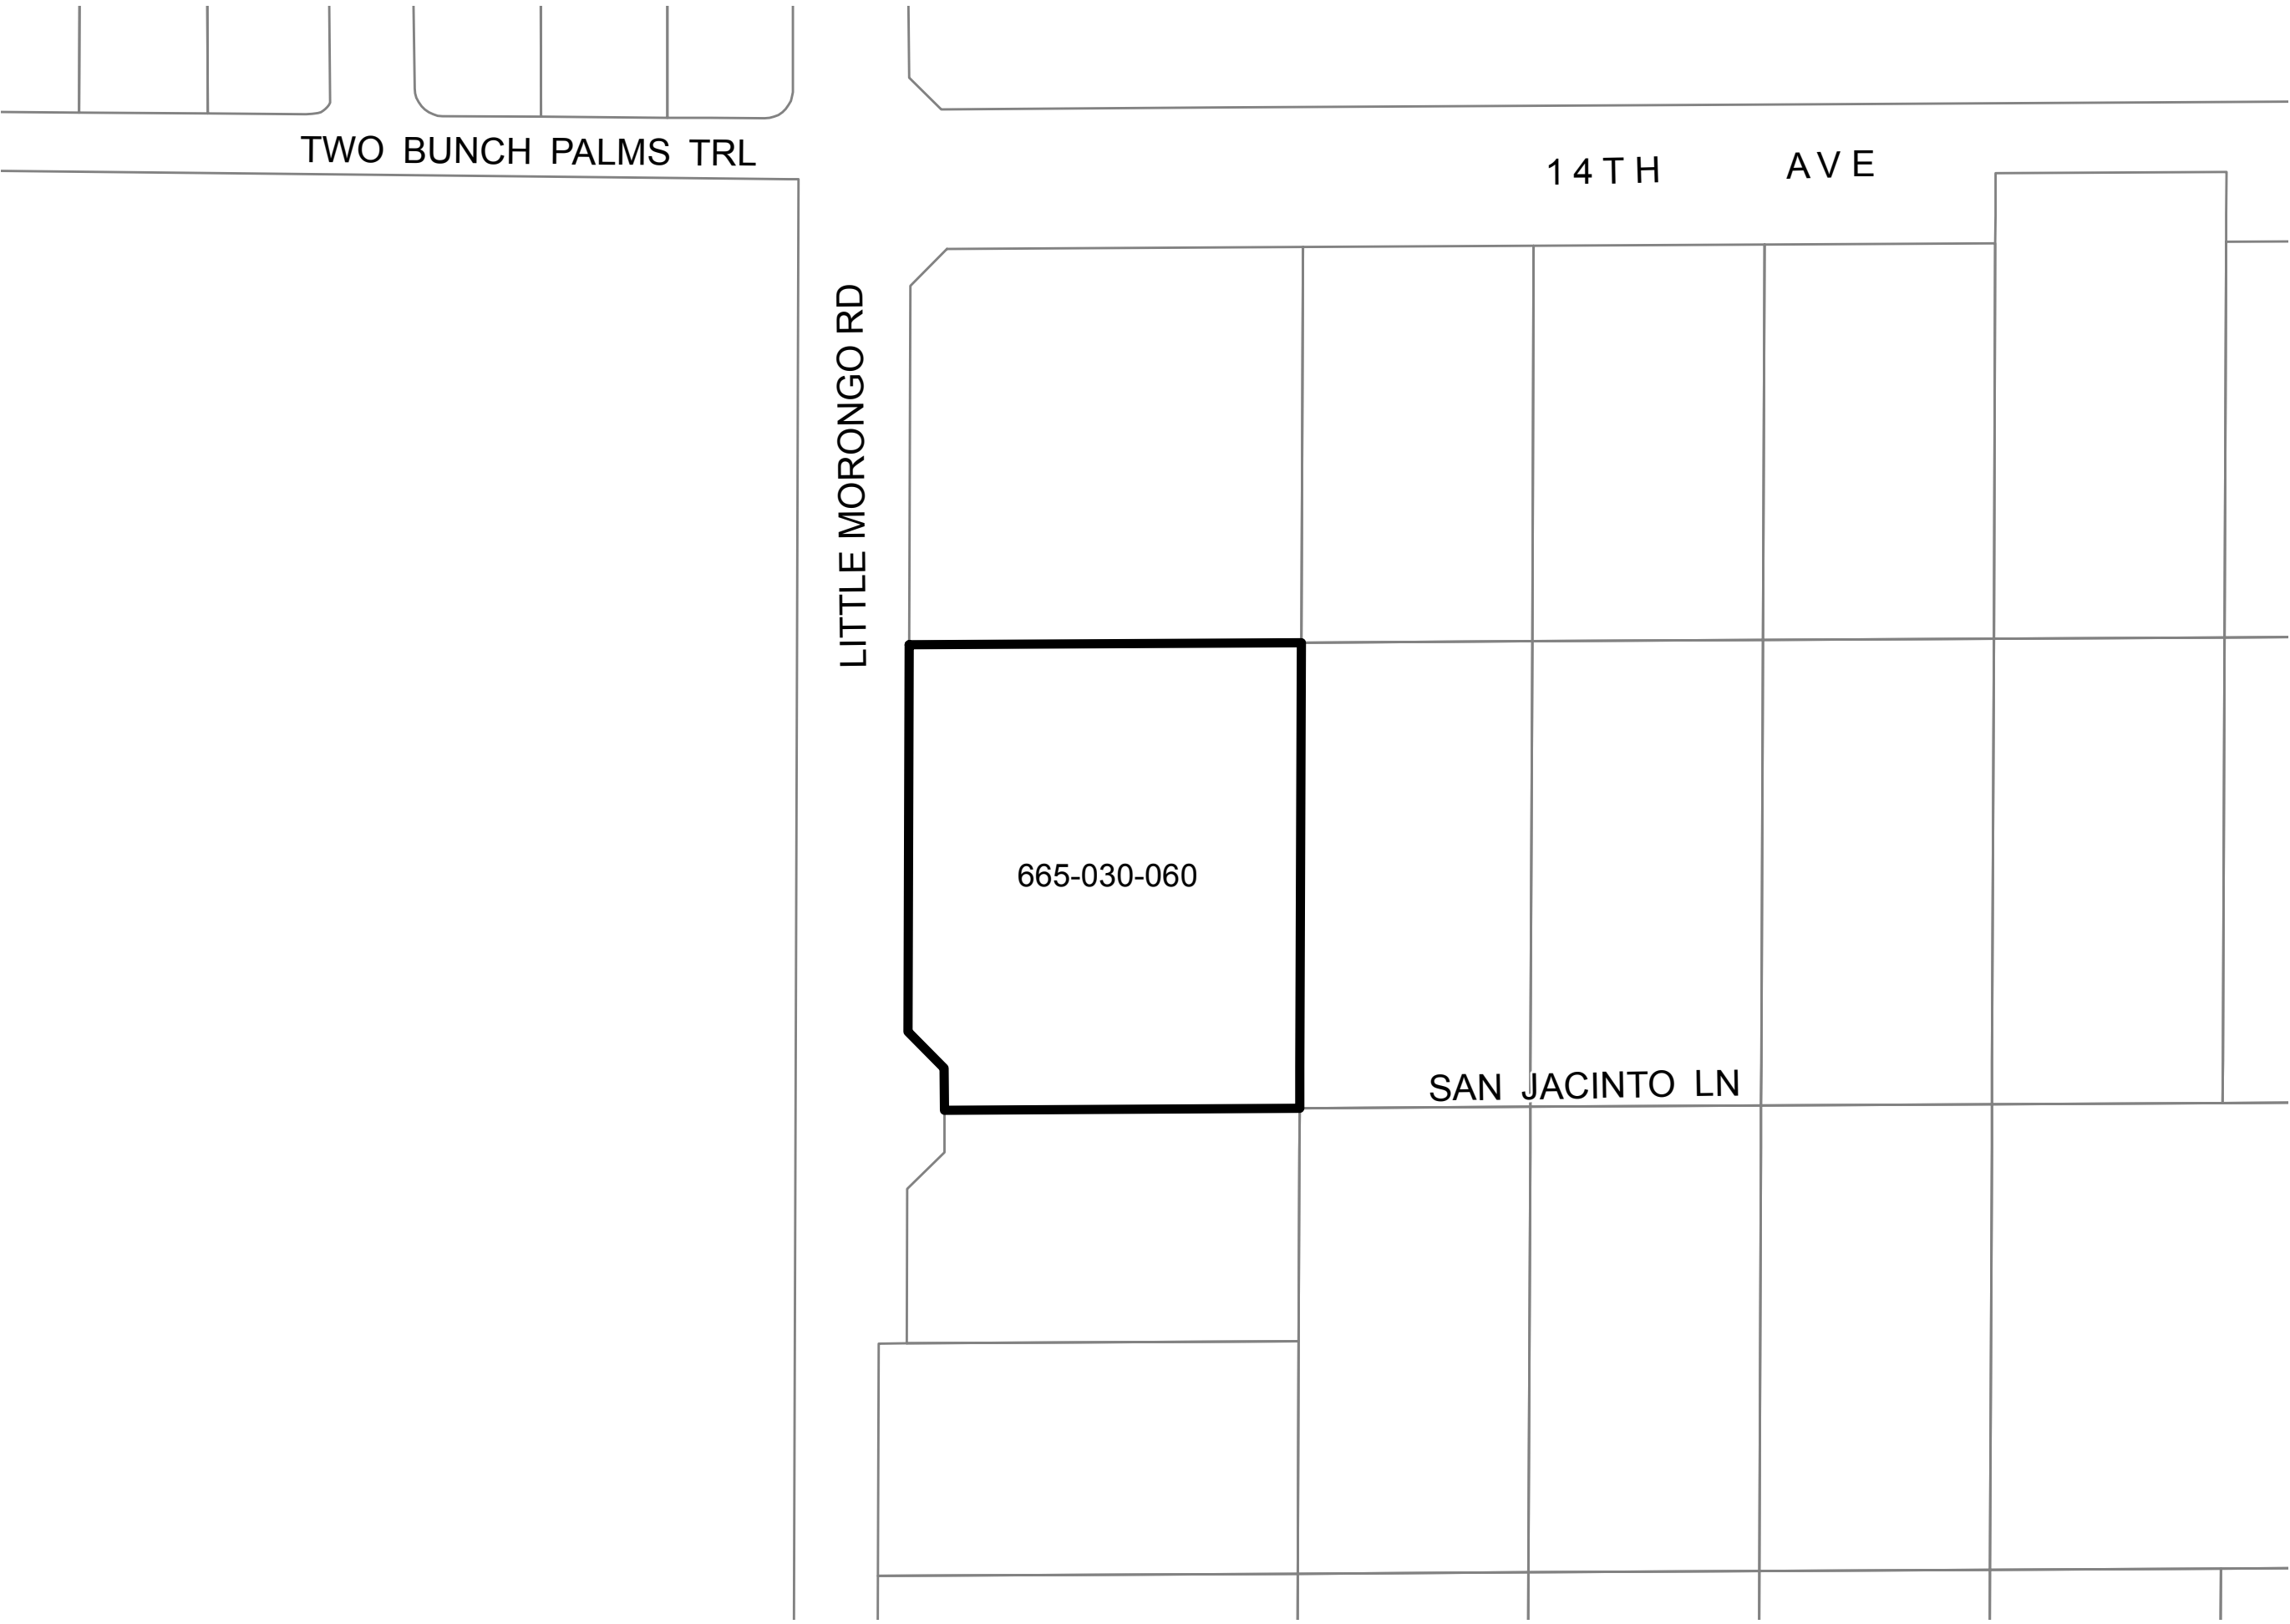 TWO BUNCH PALMS TRL
14TH AVE
LITTLE MORONGO RD
665-030-060
SAN JACINTO LN